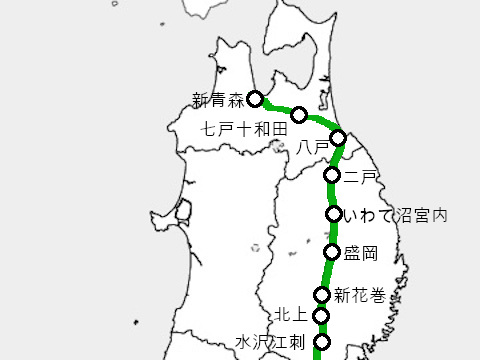 新青森
七戸十和田
八戸
二戸
いわて沼宮内
盛岡
新花巻
北上
水沢江刺